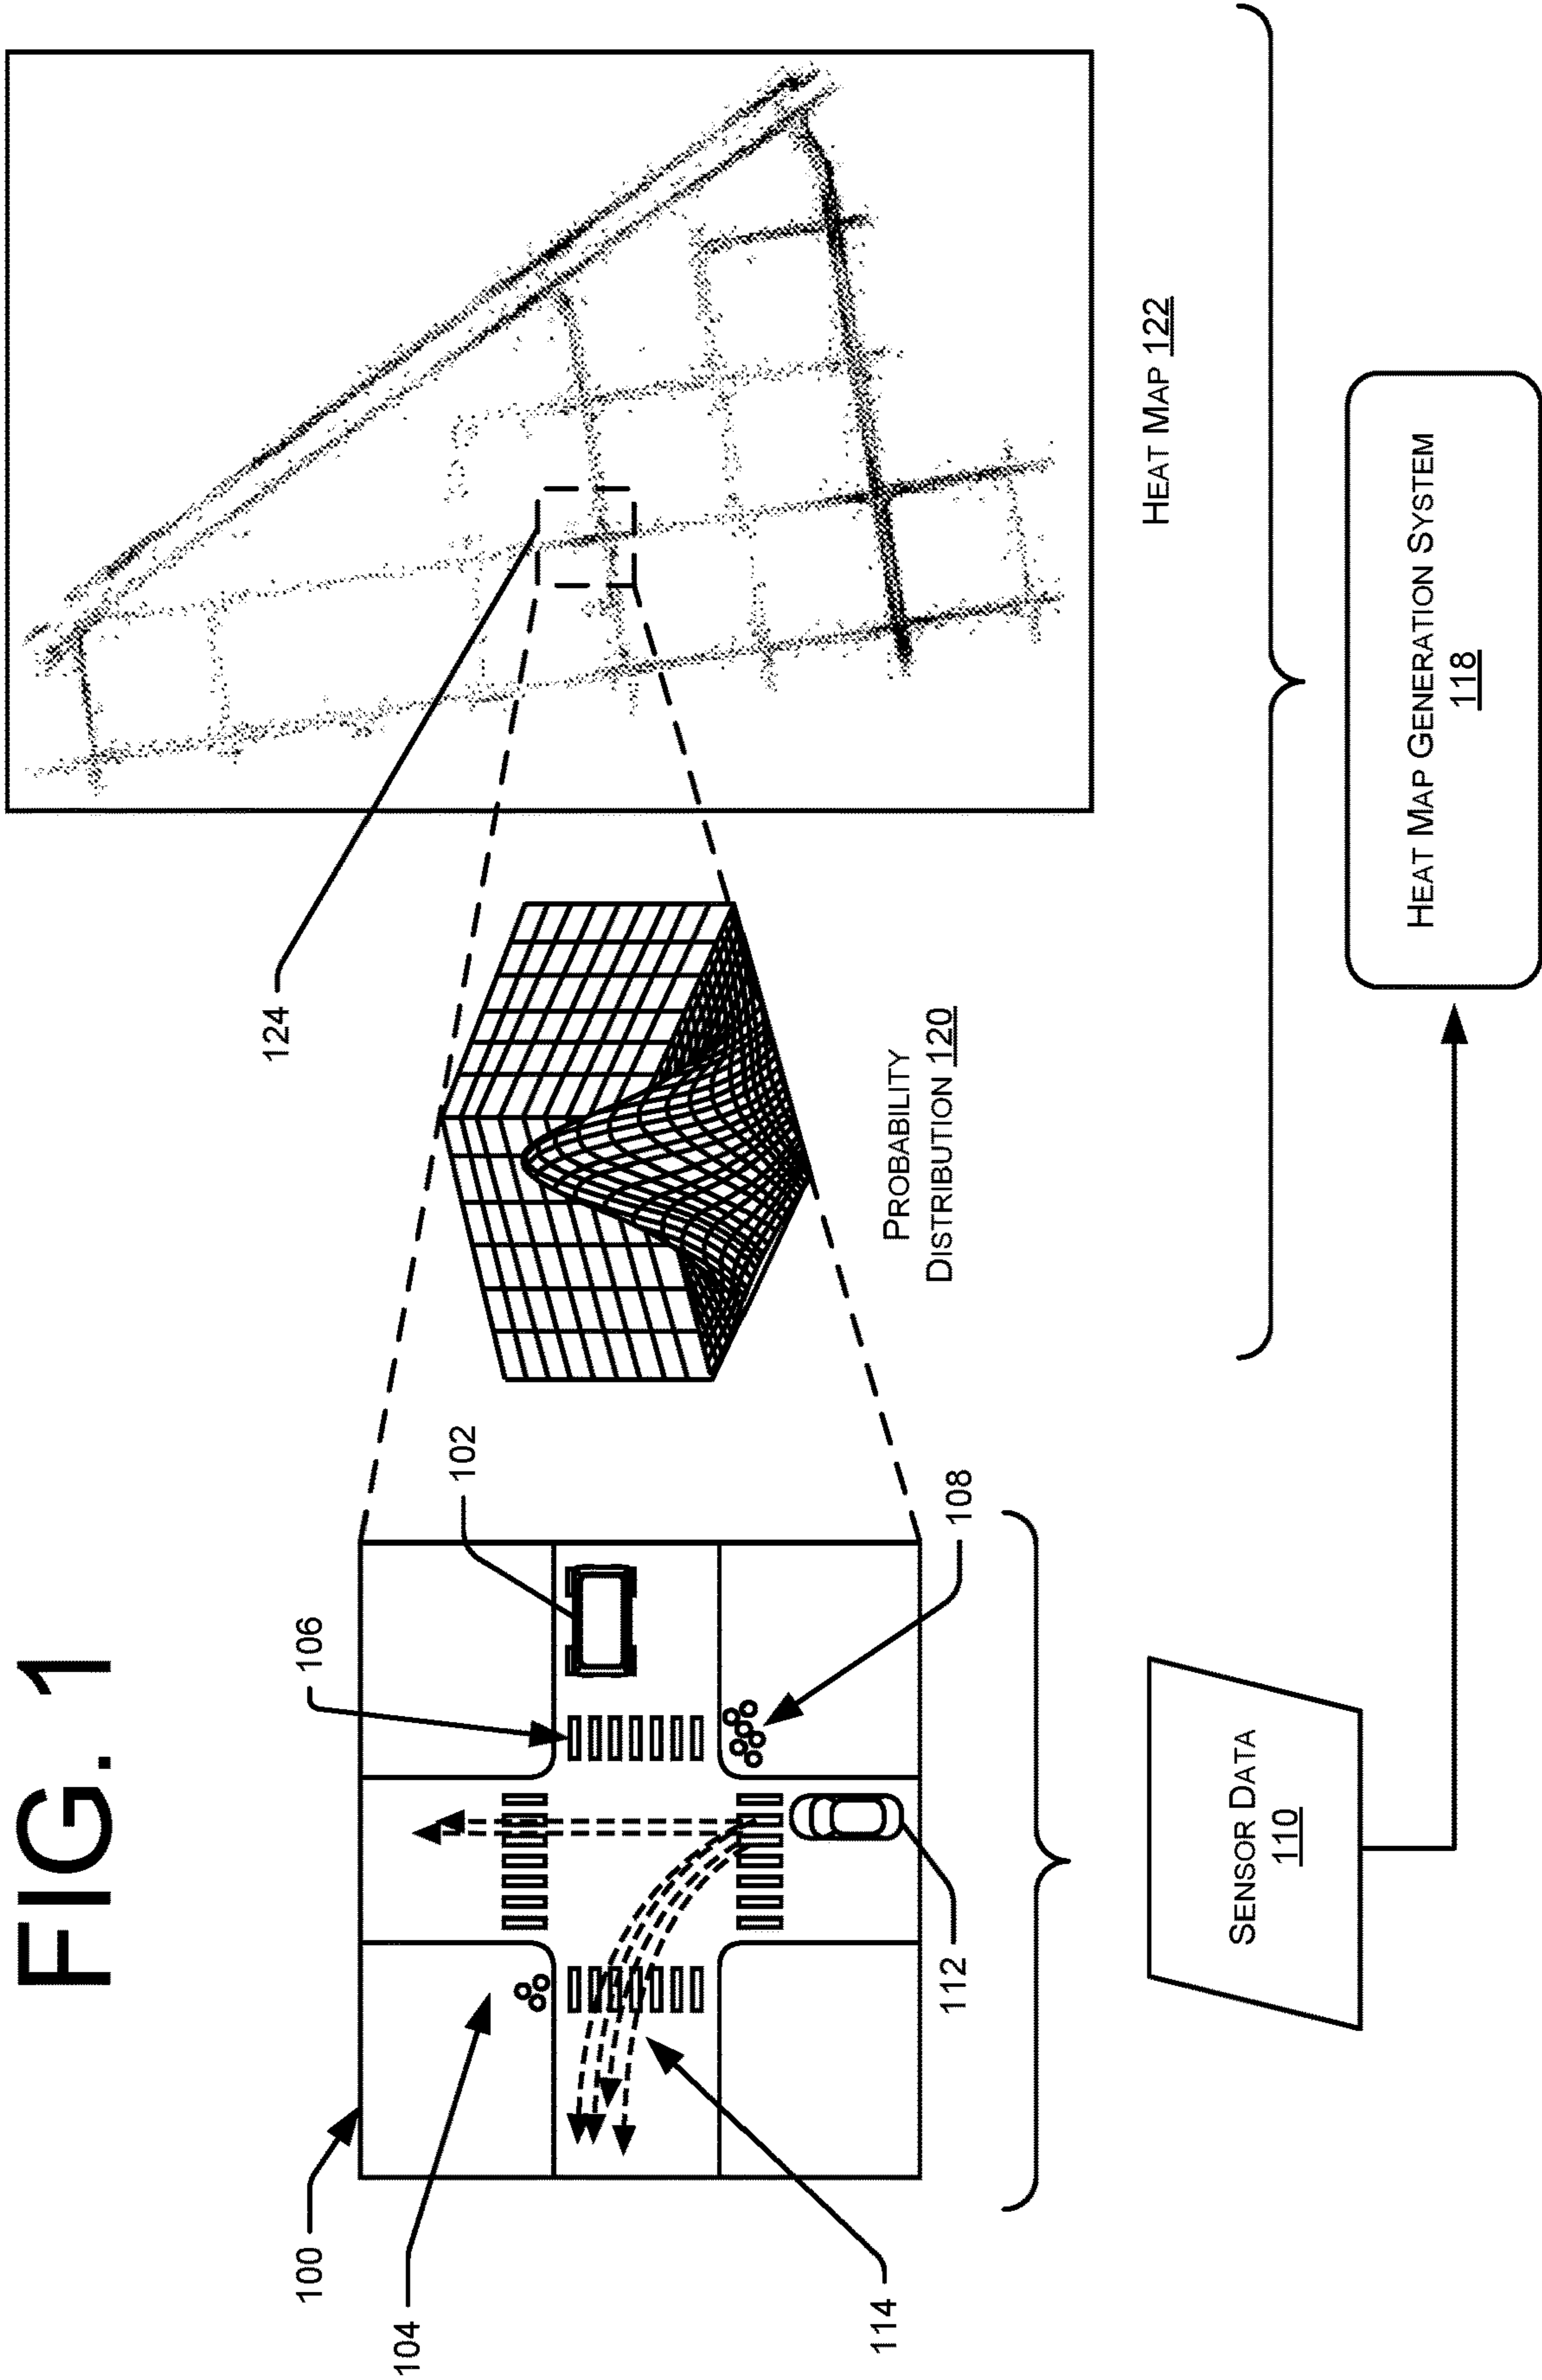 FIG. 1
100
106
124
104
102
114
112
108
PROBABILITY
DISTRIBUTION 120
HEAT MAP 122
SENSOR DATA
110
HEAT MAP GENERATION SYSTEM
118